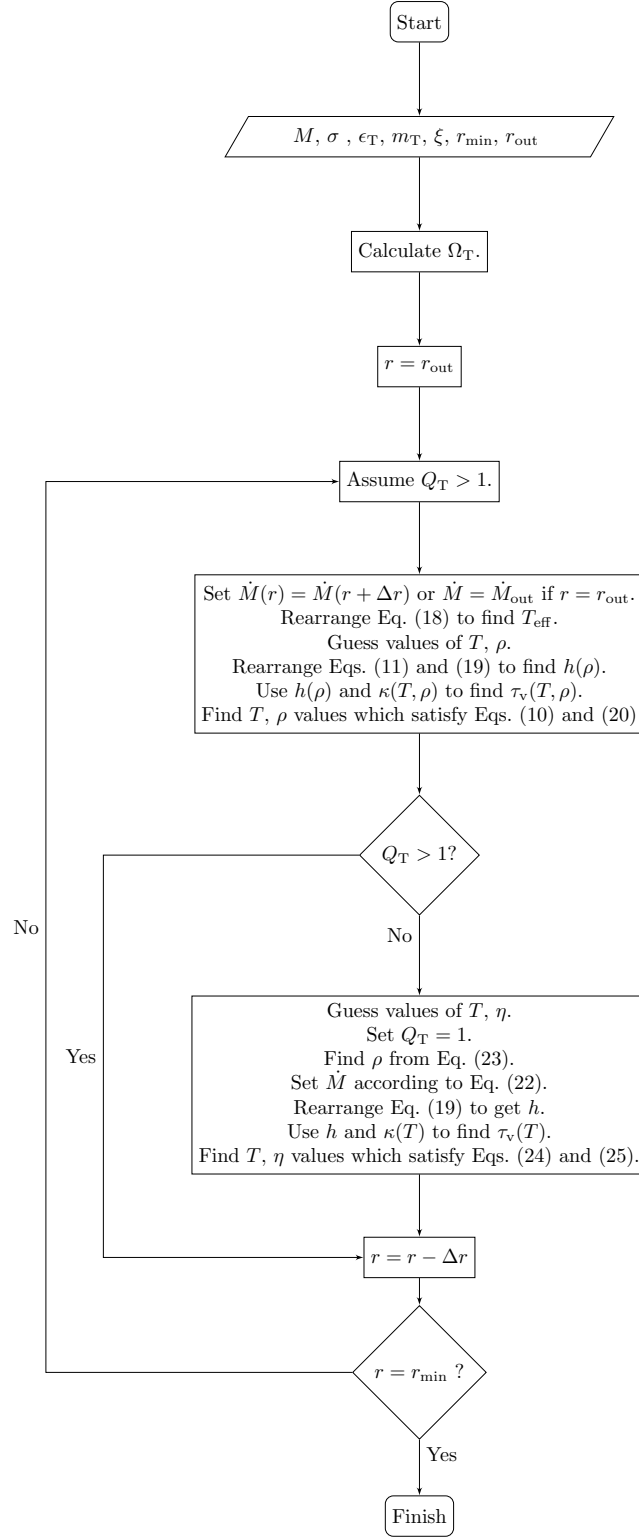 Start
M, σ , ϵ_T, m_T, ξ, r_min, r_out
Calculate Ω_T.
r = r_out
Assume Q_T > 1.
Set Ṁ(r) = Ṁ(r + Δr) or Ṁ = Ṁ_out if r = r_out.
Rearrange Eq. (18) to find T_eff.
Guess values of T, ρ.
Rearrange Eqs. (11) and (19) to find h(ρ).
Use h(ρ) and κ(T, ρ) to find τ_v(T, ρ).
Find T, ρ values which satisfy Eqs. (10) and (20)
Q_T > 1?
No
No
Yes
Guess values of T, η.
Set Q_T = 1.
Find ρ from Eq. (23).
Set Ṁ according to Eq. (22).
Rearrange Eq. (19) to get h.
Use h and κ(T) to find τ_v(T).
Find T, η values which satisfy Eqs. (24) and (25).
r = r − Δr
r = r_min ?
Yes
Finish